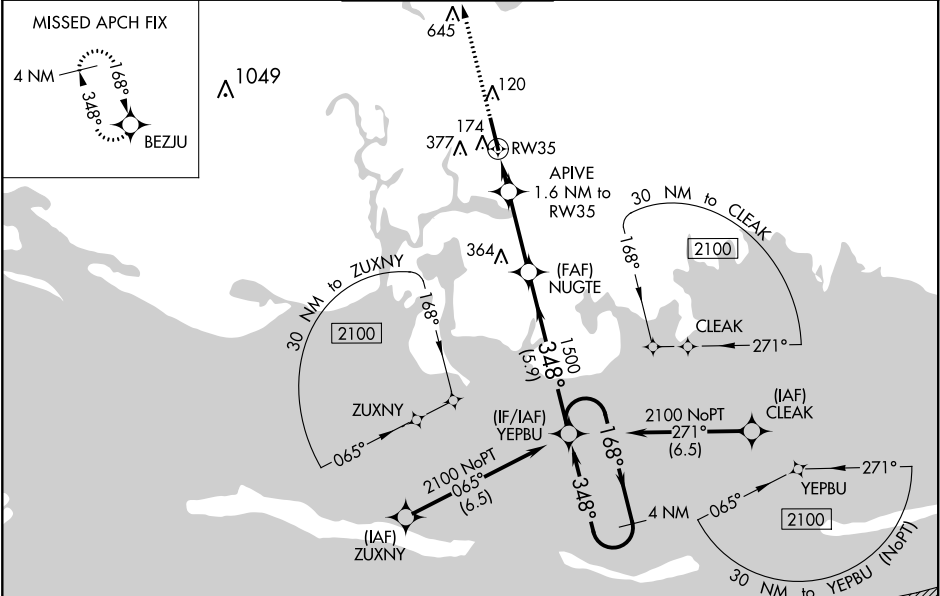 MISSED APCH FIX
4 NM
168°
348°
BEZJU
1049
645
120
174
377
RW35
APIVE
1.6 NM to
RW35
364
(FAF)
NUGTE
30 NM to CLEAK
168°
2100
CLEAK
271°
30 NM to ZUXNY
168°
2100
ZUXNY
065°
1500
348°
(5.9)
(IF/IAF)
YEPBU
2100 NoPT
271°
(6.5)
(IAF)
CLEAK
2100 NoPT
065°
(6.5)
(IAF)
ZUXNY
168°
348°
4 NM
065°
271°
YEPBU
2100
30 NM to YEPBU (NoPT)